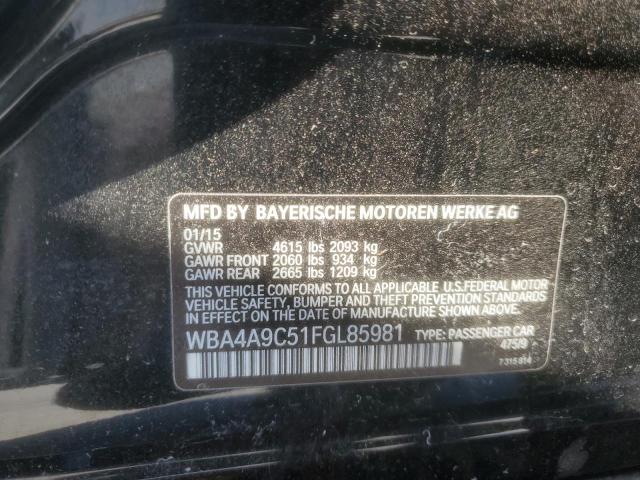 MFD BY BAYERISCHE MOTOREN WERKE AG
01/15
GVWR 4615 lbs 2093 kg
GAWR FRONT 2060 lbs 934 kg
GAWR REAR 2665 lbs 1209 kg
THIS VEHICLE CONFORMS TO ALL APPLICABLE U.S.FEDERAL MOTOR
VEHICLE SAFETY, BUMPER AND THEFT PREVENTION STANDARDS
IN EFFECT ON THE DATE OF MANUFACTURE SHOWN ABOVE.
WBA4A9C51FGL85981 TYPE: PASSENGER CAR
475/9
7 315 814